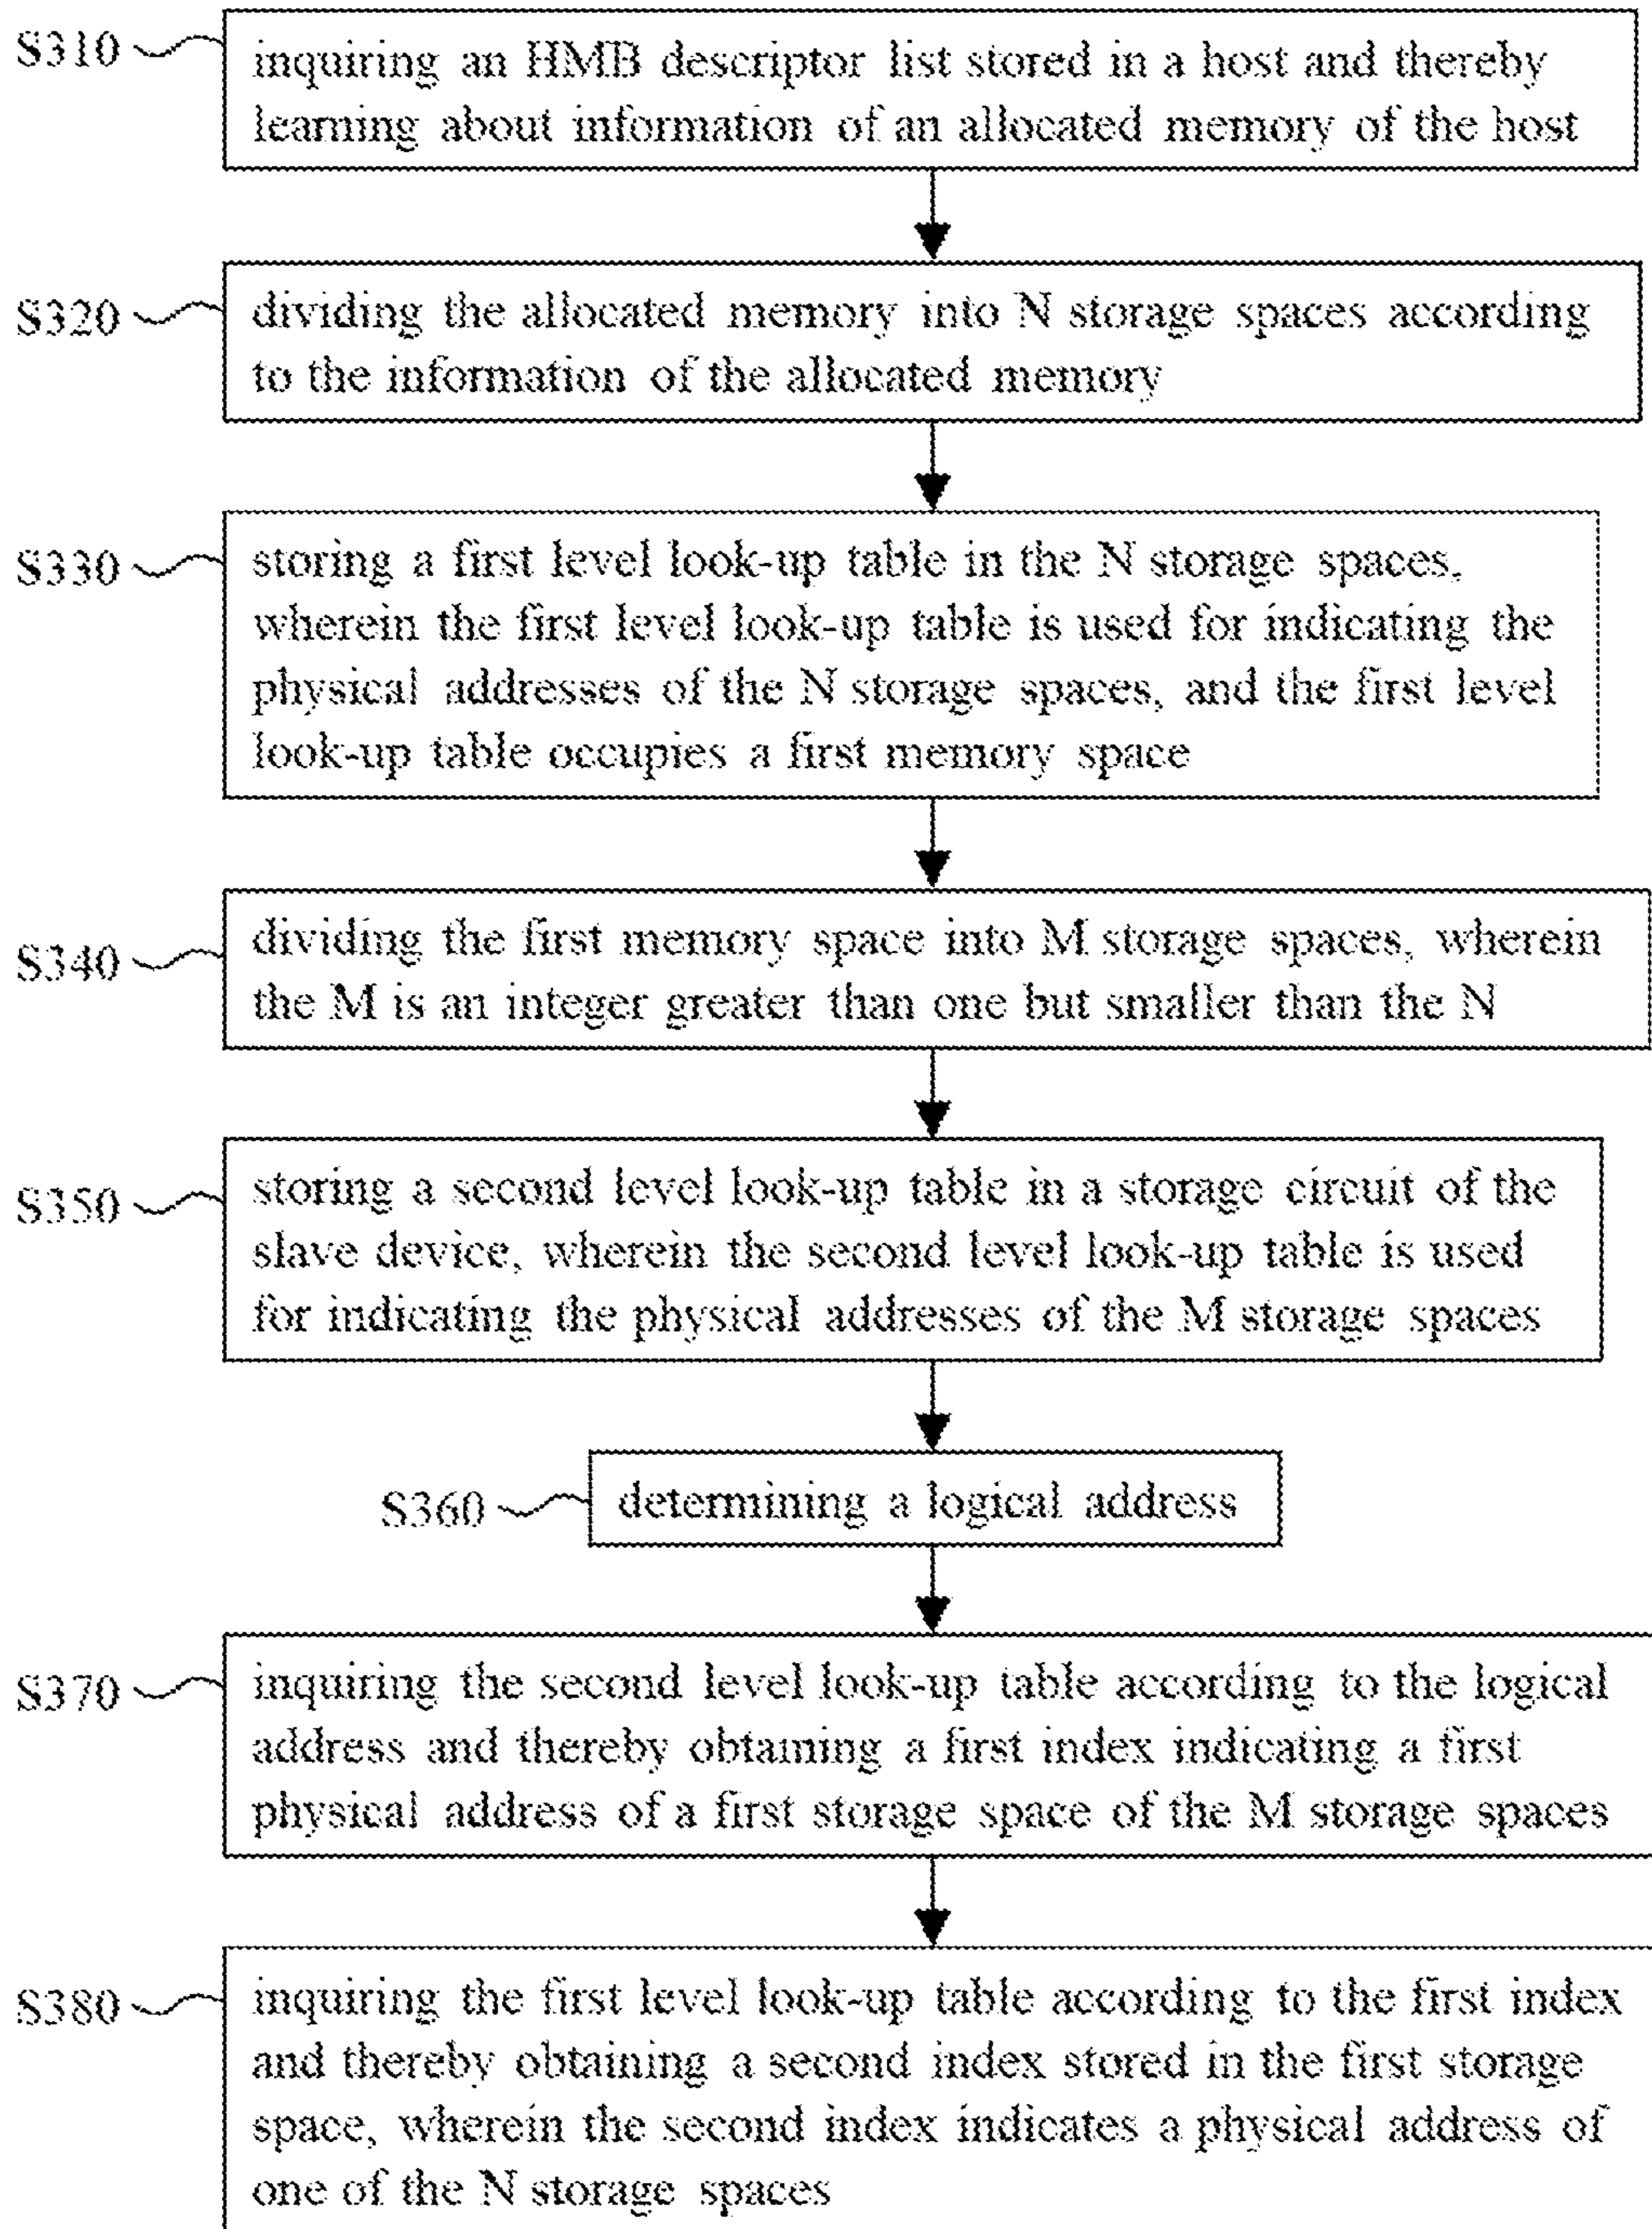 S310
inquiring an HMB descriptor list stored in a host and thereby
learning about information of an allocated memory of the host
S320
dividing the allocated memory into N storage spaces according
to the information of the allocated memory
S330
storing a first level look-up table in the N storage spaces,
wherein the first level look-up table is used for indicating the
physical addresses of the N storage spaces, and the first level
look-up table occupies a first memory space
S340
dividing the first memory space into M storage spaces, wherein
the M is an integer greater than one but smaller than the N
S350
storing a second level look-up table in a storage circuit of the
slave device, wherein the second level look-up table is used
for indicating the physical addresses of the M storage spaces
S360
determining a logical address
S370
inquiring the second level look-up table according to the logical
address and thereby obtaining a first index indicating a first
physical address of a first storage space of the M storage spaces
S380
inquiring the first level look-up table according to the first index
and thereby obtaining a second index stored in the first storage
space, wherein the second index indicates a physical address of
one of the N storage spaces